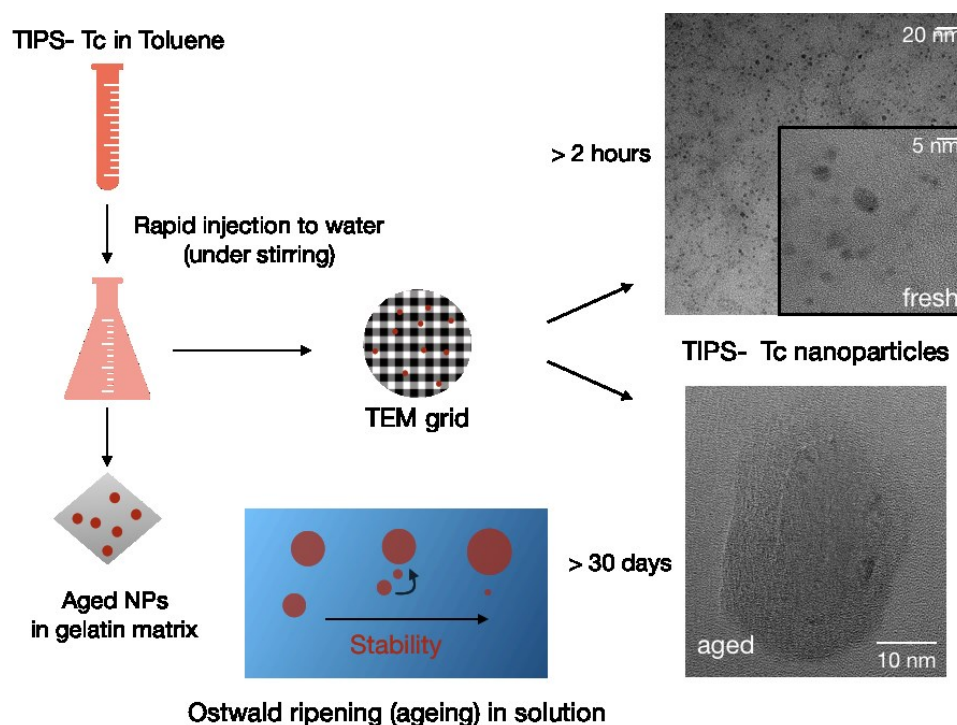 TIPS- Tc in Toluene
Rapid injection to water
(under stirring)
TEM grid
Aged NPs
in gelatin matrix
Stability
Ostwald ripening (ageing) in solution
> 2 hours
20 nm
5 nm
fresh
TIPS- Tc nanoparticles
> 30 days
aged
10 nm